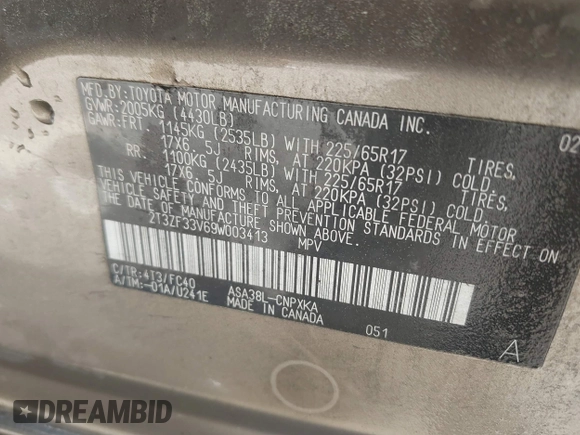 MFD.BY:TOYOTA MOTOR MANUFACTURING CANADA INC. 02
GVWR:2005KG (4430LB)
GAWR:FRT. 1145KG (2535LB) WITH 225/65R17 TIRES,
17X6. 5J RIMS, AT 220KPA (32PSI) COLD.
RR. 1100KG (2435LB) WITH 225/65R17 TIRES,
17X6. 5J RIMS, AT 220KPA (32PSI) COLD.
THIS VEHICLE CONFORMS TO ALL APPLICABLE FEDERAL MOTOR
VEHICLE SAFETY AND THEFT PREVENTION STANDARDS IN EFFECT ON
THE DATE OF MANUFACTURE SHOWN ABOVE.
2T3ZF33V69W003413 MPV
C/TR:4T3/FC40 ASA38L-CNPXKA
A/TM:-01A/U241E MADE IN CANADA 051
A
DREAMBID